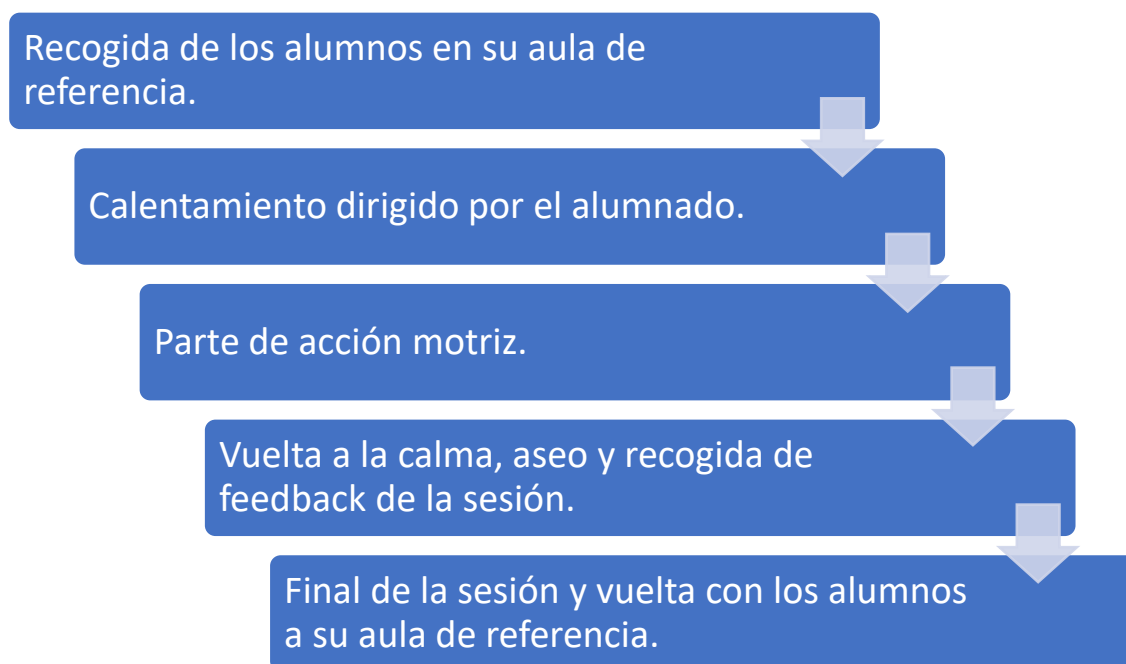 Recogida de los alumnos en su aula de
referencia.
Calentamiento dirigido por el alumnado.
Parte de acción motriz.
Vuelta a la calma, aseo y recogida de
feedback de la sesión.
Final de la sesión y vuelta con los alumnos
a su aula de referencia.